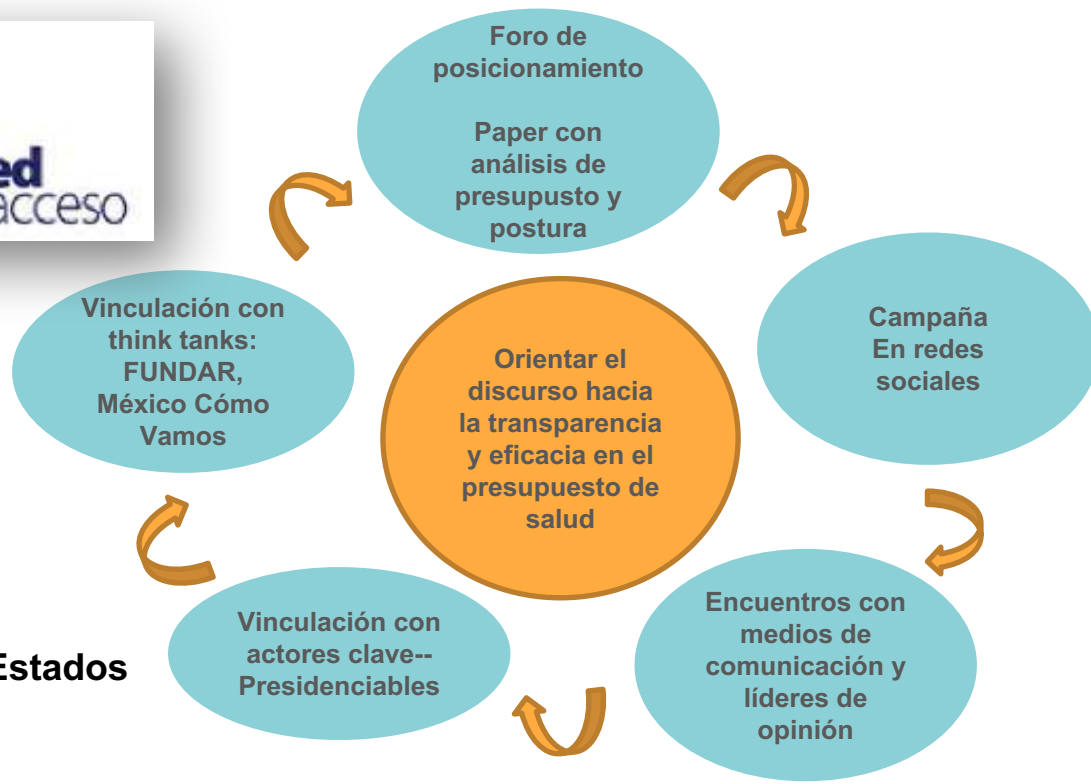 Foro de
posicionamiento
Paper con
análisis de
presupusto y
postura
acceso
Vinculación con
think tanks:
FUNDAR,
México Cómo
Vamos
Orientar el
discurso hacia
la transparencia
y eficacia en el
presupuesto de
salud
Campaña
En redes
sociales
Encuentros con
medios de
comunicación y
líderes de
opinión
Vinculación con
actores clave--
Presidenciables
Estados